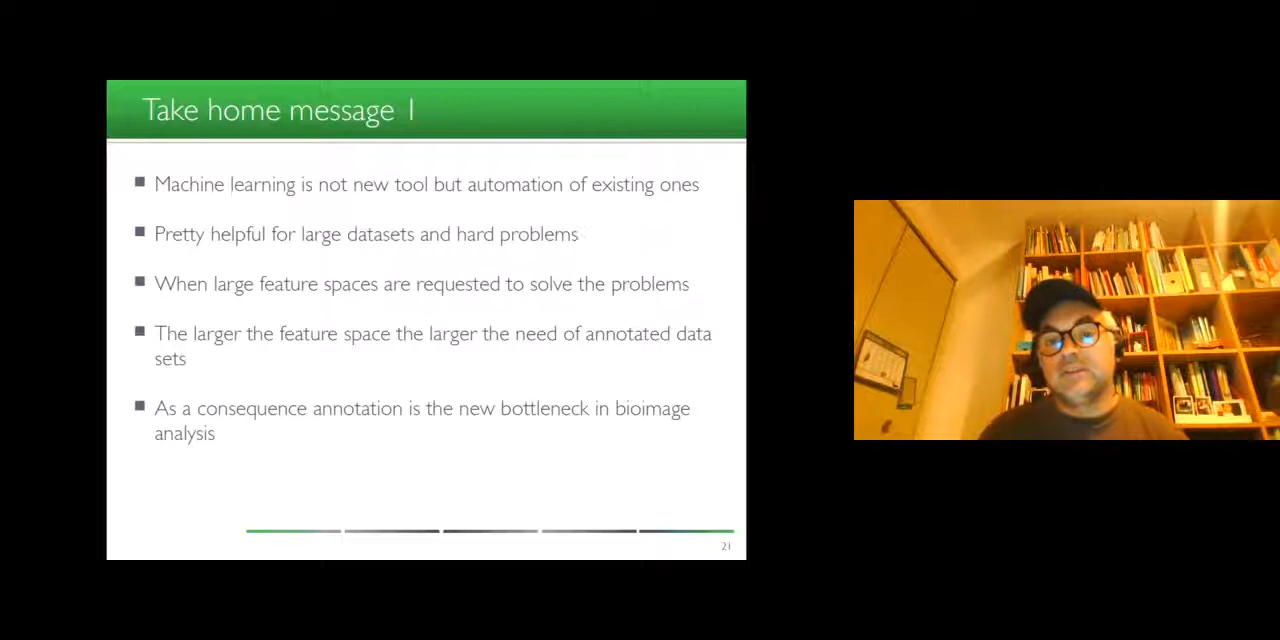 Take home message 1
Machine learning is not new tool but automation of existing ones
Pretty helpful for large datasets and hard problems
When large feature spaces are requested to solve the problems
The larger the feature space the larger the need of annotated data
sets
As a consequence annotation is the new bottleneck in bioimage
analysis
21